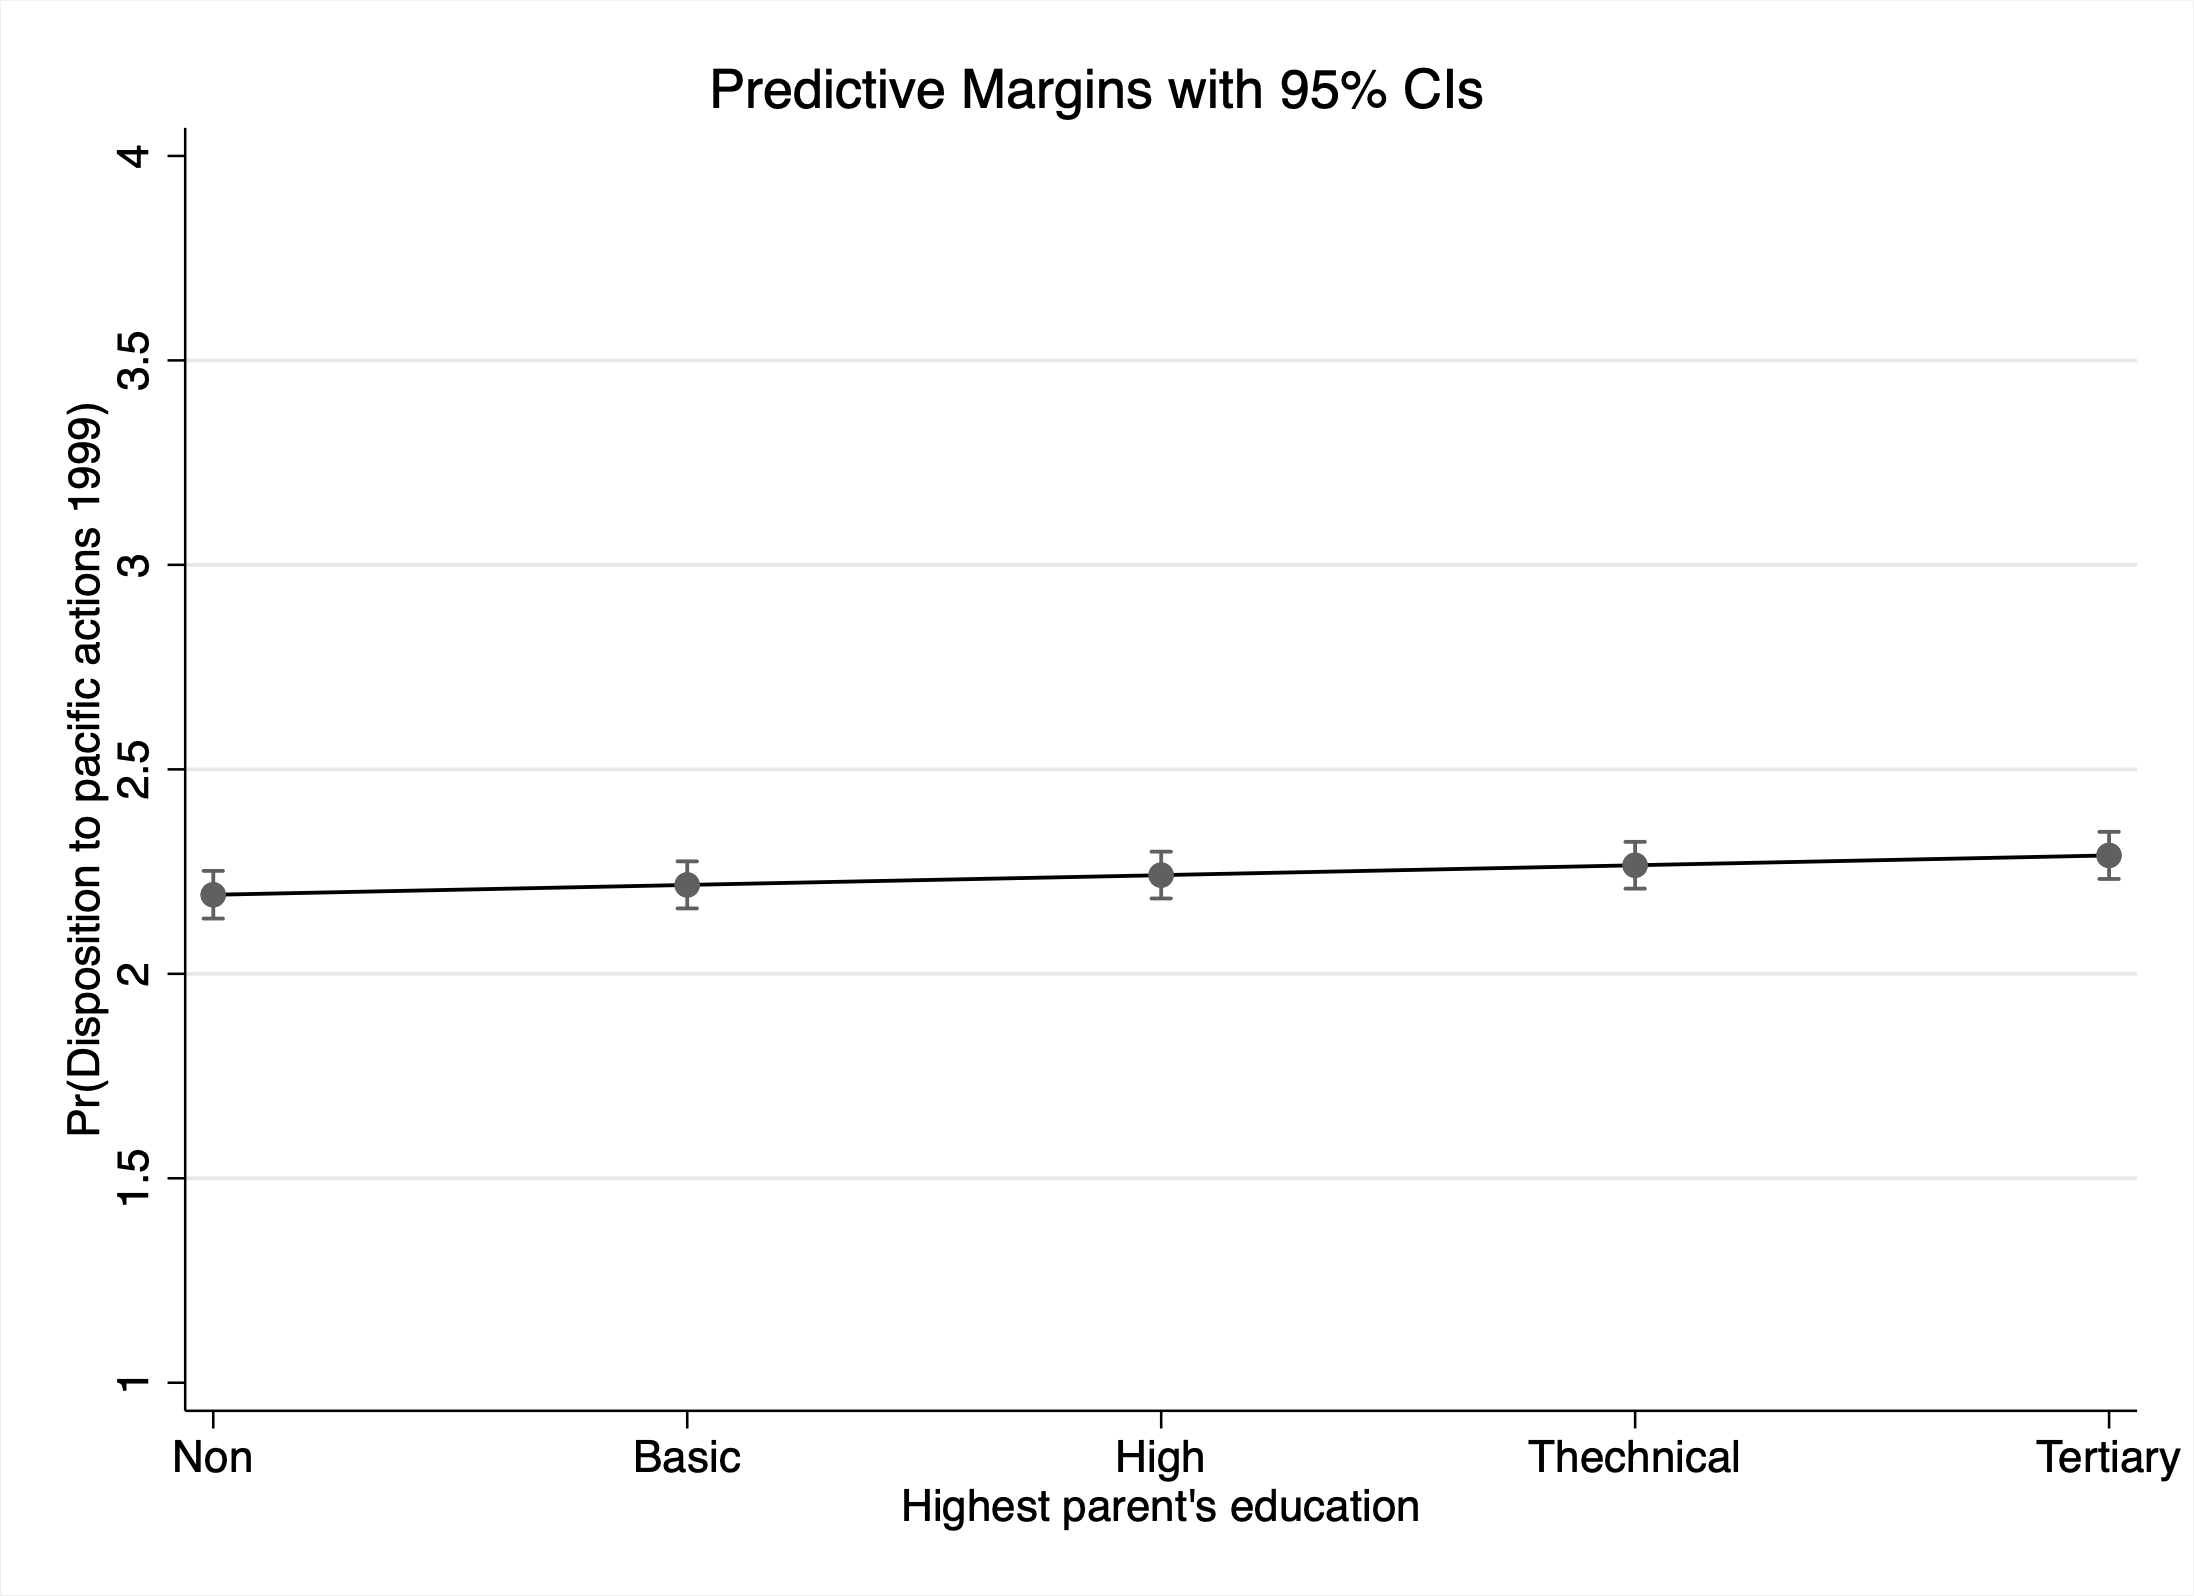 Predictive Margins with 95% CIs
Pr(Disposition to pacific actions 1999)
4
3.5
3
2.5
2
1.5
1
Non Basic High Thechnical Tertiary
Highest parent's education